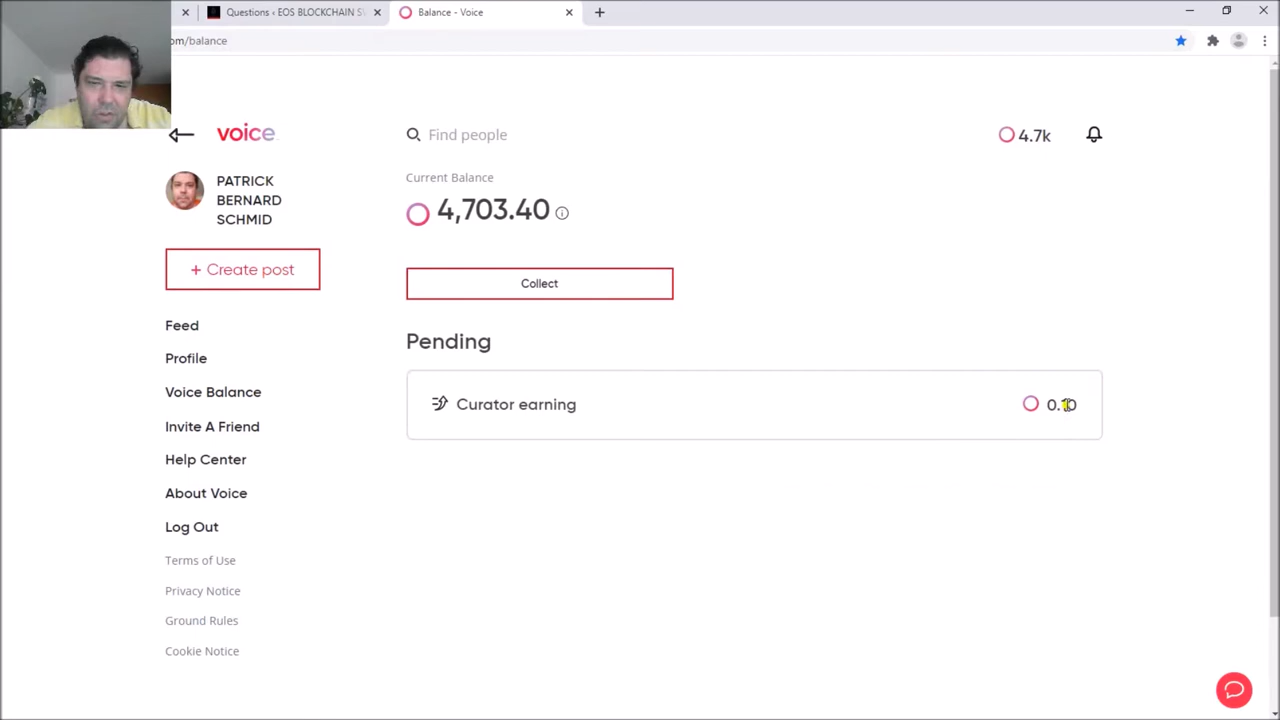 Questions ‹ EOS BLOCKCHAIN
Balance - Voice
om/balance
voice
Find people
4.7k
PATRICK
BERNARD
SCHMID
Current Balance
4,703.40
+ Create post
Collect
Feed
Pending
Profile
Voice Balance
Curator earning
0.10
Invite A Friend
Help Center
About Voice
Log Out
Terms of Use
Privacy Notice
Ground Rules
Cookie Notice